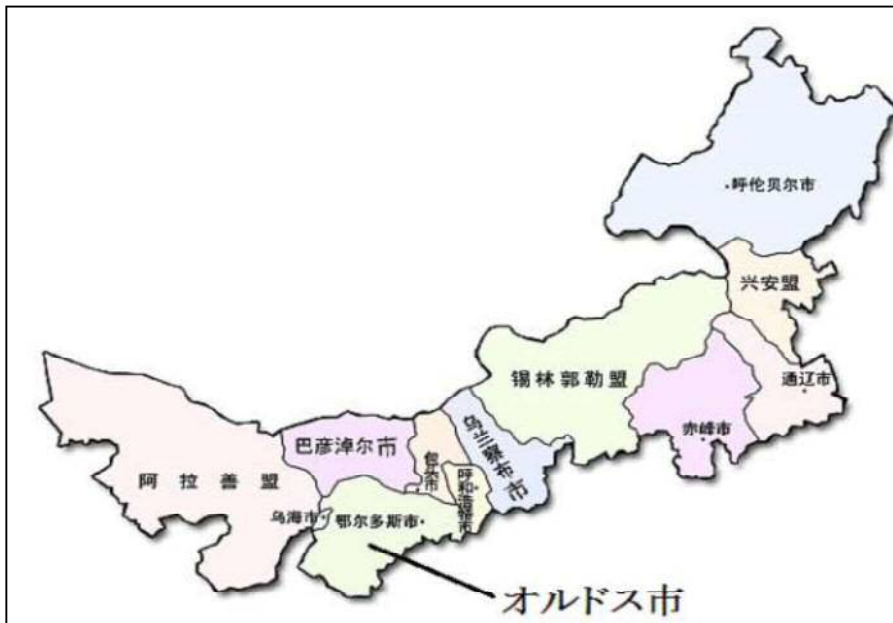 呼伦贝尔市
兴安盟
锡林郭勒盟
通辽市
赤峰市
乌兰察布市
巴彦淖尔市
包头市
呼和浩特市
阿拉善盟
乌海市
鄂尔多斯市
オルドス市